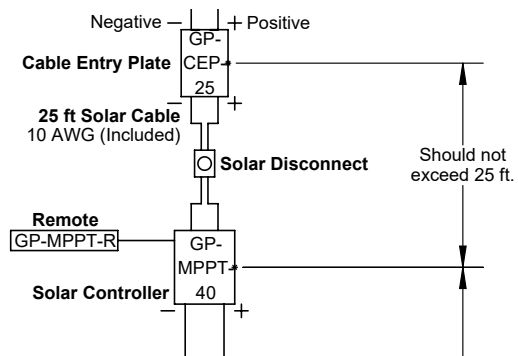 Negative − + Positive
GP-
CEP-*
25
Cable Entry Plate
− +
25 ft Solar Cable
10 AWG (Included)
Solar Disconnect
Should not
exceed 25 ft.
Remote
GP-MPPT-R
GP-
MPPT-*
40
Solar Controller
− +